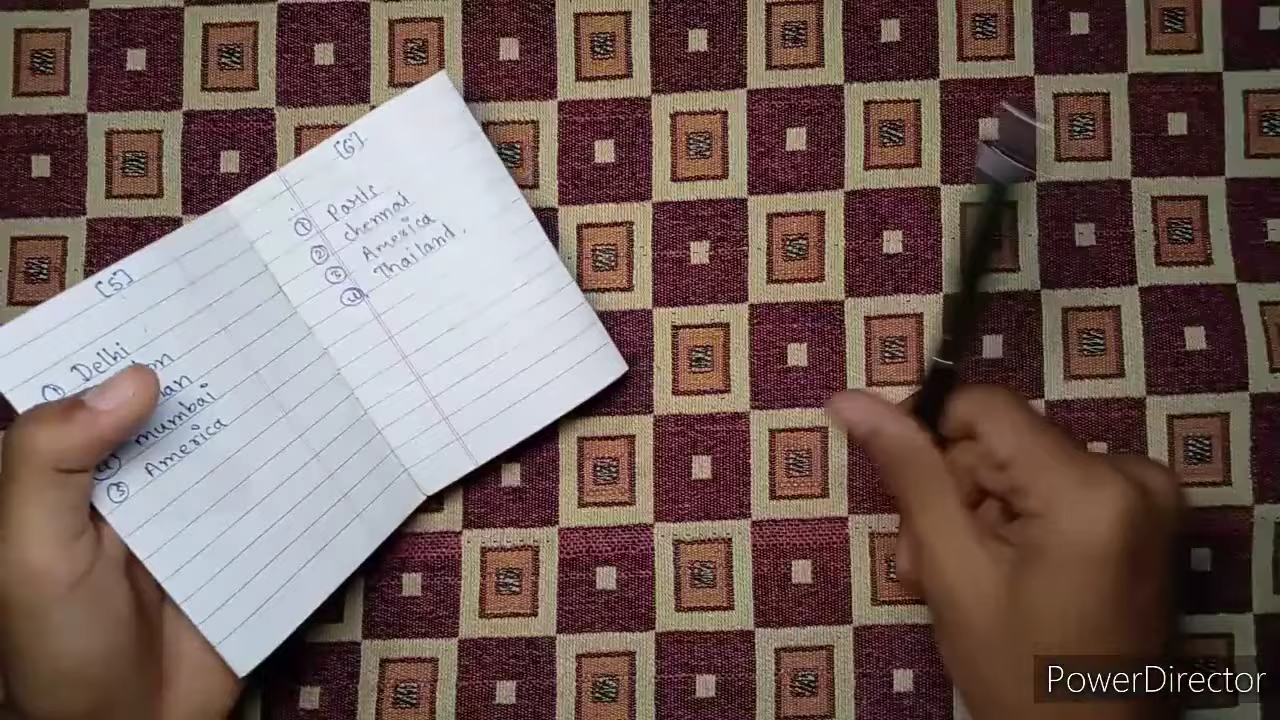 [5]
① Delhi
mumbai
⑤ America
[6]
① Paris
② chennai
③ America
④ Thailand.
PowerDirector